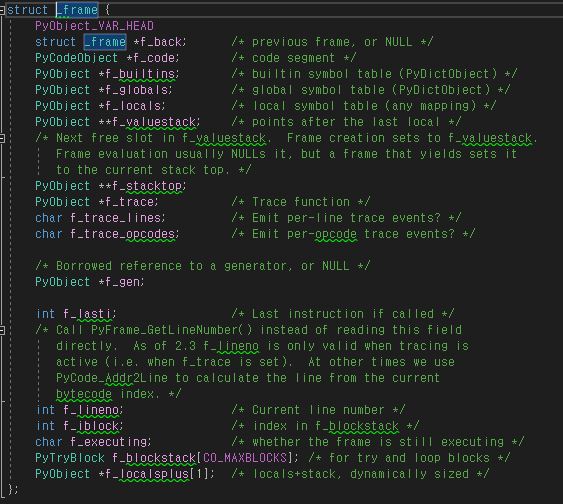 struct _frame {
    PyObject_VAR_HEAD
    struct _frame *f_back;      /* previous frame, or NULL */
    PyCodeObject *f_code;       /* code segment */
    PyObject *f_builtins;       /* builtin symbol table (PyDictObject) */
    PyObject *f_globals;        /* global symbol table (PyDictObject) */
    PyObject *f_locals;         /* local symbol table (any mapping) */
    PyObject **f_valuestack;    /* points after the last local */
    /* Next free slot in f_valuestack.  Frame creation sets to f_valuestack.
       Frame evaluation usually NULLs it, but a frame that yields sets it
       to the current stack top. */
    PyObject **f_stacktop;
    PyObject *f_trace;          /* Trace function */
    char f_trace_lines;         /* Emit per-line trace events? */
    char f_trace_opcodes;       /* Emit per-opcode trace events? */

    /* Borrowed reference to a generator, or NULL */
    PyObject *f_gen;

    int f_lasti;                /* Last instruction if called */
    /* Call PyFrame_GetLineNumber() instead of reading this field
       directly.  As of 2.3 f_lineno is only valid when tracing is
       active (i.e. when f_trace is set).  At other times we use
       PyCode_Addr2Line to calculate the line from the current
       bytecode index. */
    int f_lineno;               /* Current line number */
    int f_iblock;               /* index in f_blockstack */
    char f_executing;           /* whether the frame is still executing */
    PyTryBlock f_blockstack[CO_MAXBLOCKS]; /* for try and loop blocks */
    PyObject *f_localsplus[1];  /* locals+stack, dynamically sized */
};